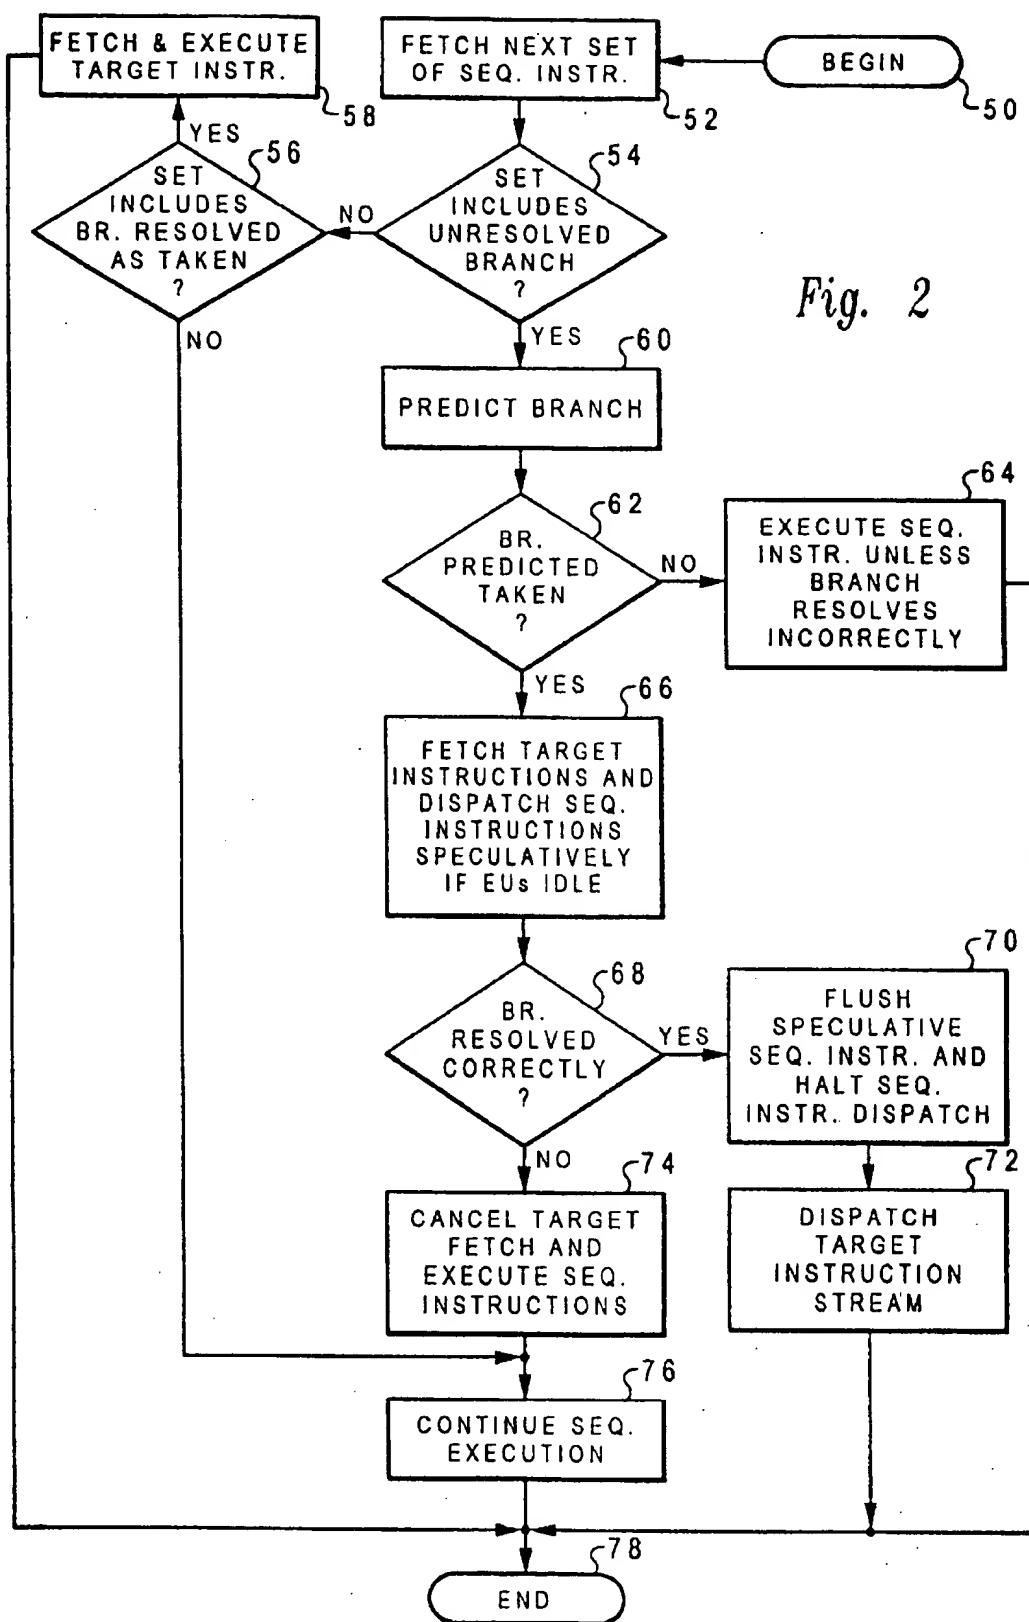 FETCH & EXECUTE
TARGET INSTR.
58
FETCH NEXT SET
OF SEQ. INSTR.
52
BEGIN
50
YES
56
SET
INCLUDES
BR. RESOLVED
AS TAKEN
?
NO
NO
54
SET
INCLUDES
UNRESOLVED
BRANCH
?
YES
Fig. 2
60
PREDICT BRANCH
62
BR.
PREDICTED
TAKEN
?
NO
YES
64
EXECUTE SEQ.
INSTR. UNLESS
BRANCH
RESOLVES
INCORRECTLY
66
FETCH TARGET
INSTRUCTIONS AND
DISPATCH SEQ.
INSTRUCTIONS
SPECULATIVELY
IF EUs IDLE
68
BR.
RESOLVED
CORRECTLY
?
YES
NO
70
FLUSH
SPECULATIVE
SEQ. INSTR. AND
HALT SEQ.
INSTR. DISPATCH
72
DISPATCH
TARGET
INSTRUCTION
STREAM
74
CANCEL TARGET
FETCH AND
EXECUTE SEQ.
INSTRUCTIONS
76
CONTINUE SEQ.
EXECUTION
78
END